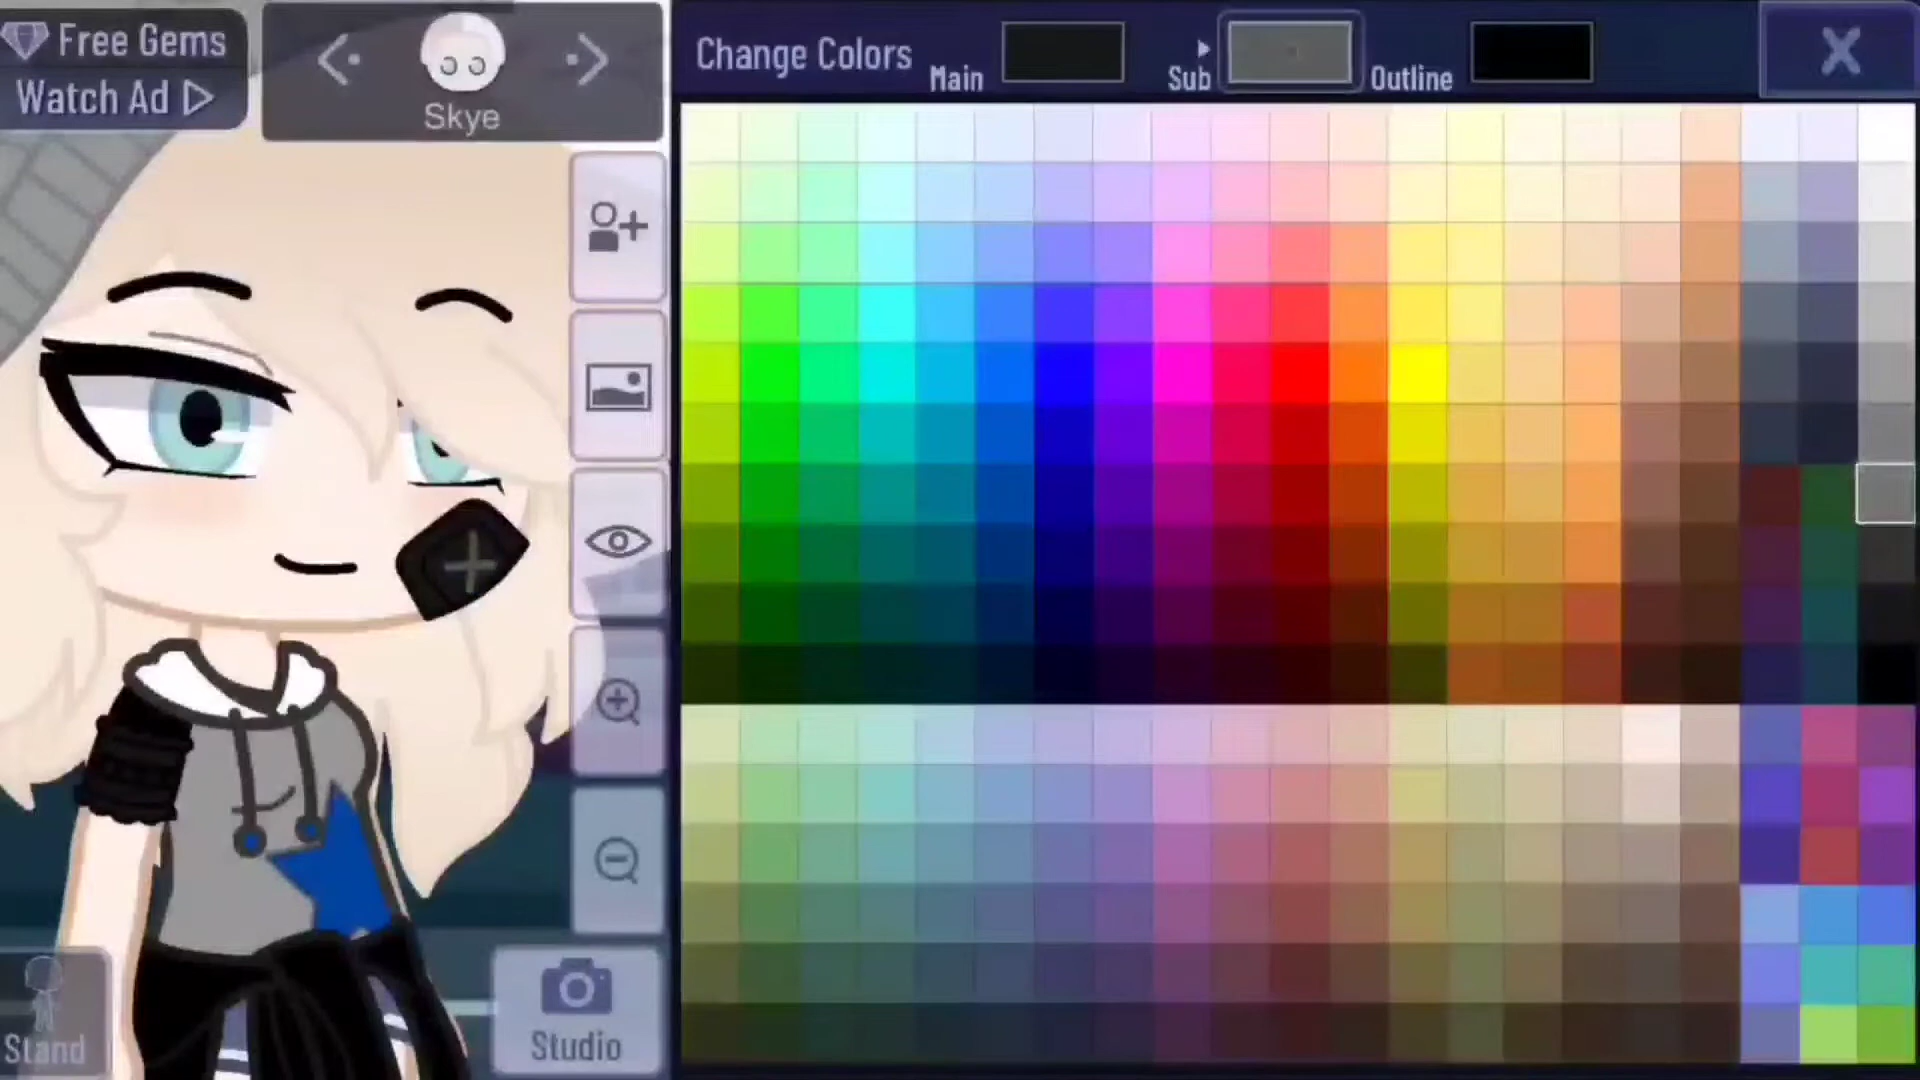 Free Gems
Watch Ad
Skye
Change Colors
Main
Sub
Outline
X
Stand
Studio